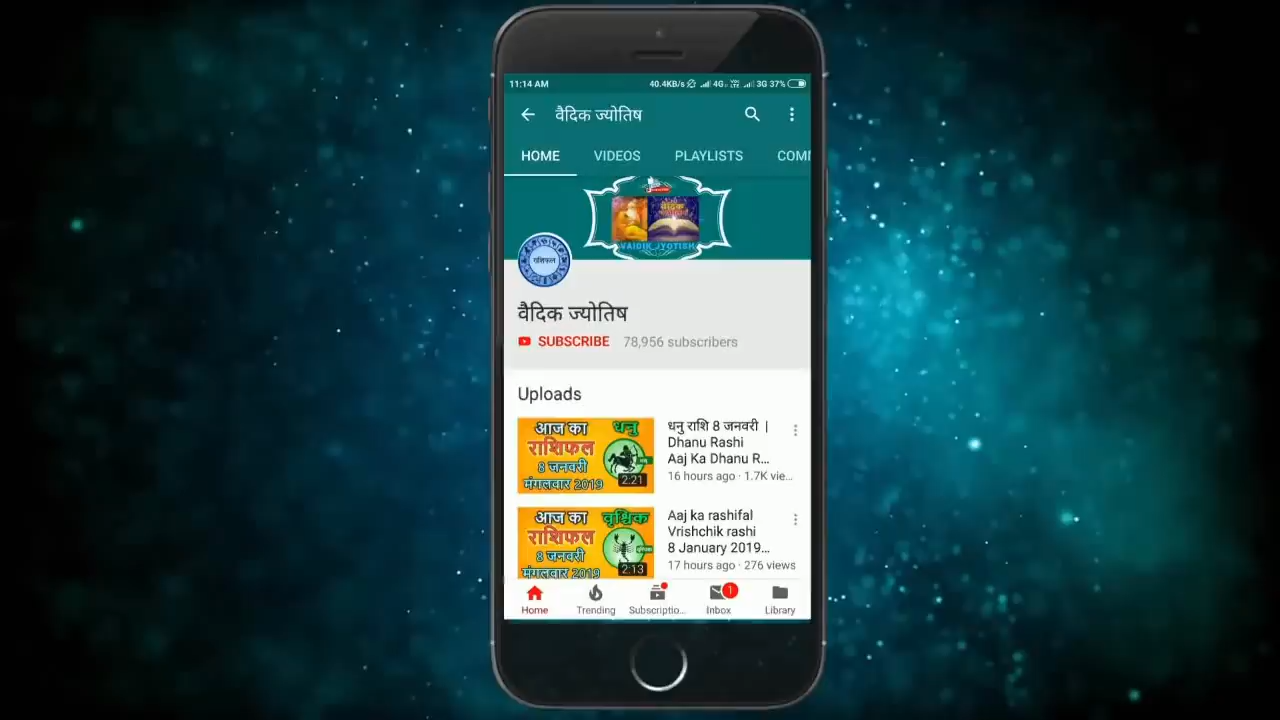 11:14 AM
40.4KB/s 4G 3G 37%
वैदिक ज्योतिष
HOME VIDEOS PLAYLISTS COMM
वैदिक
VAIDIK JYOTISH
राशिफल
वैदिक ज्योतिष
SUBSCRIBE 78,956 subscribers
Uploads
आज का धनु
राशिफल
8 जनवरी
मंगलवार 2019
2:21
धनु राशि 8 जनवरी |
Dhanu Rashi
Aaj Ka Dhanu R...
16 hours ago · 1.7K vie...
आज का वृश्चिक
राशिफल
8 जनवरी
मंगलवार 2019
2:13
Aaj ka rashifal
Vrishchik rashi
8 January 2019...
17 hours ago · 276 views
Home Trending Subscriptio... Inbox 1 Library